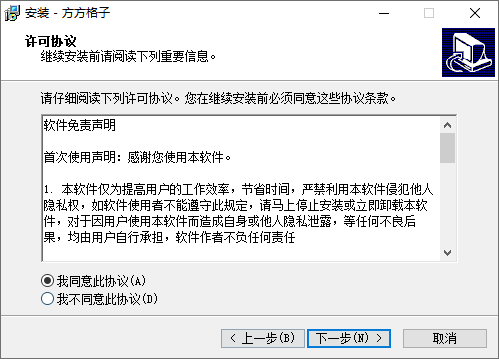 安装 - 方方格子
许可协议
继续安装前请阅读下列重要信息。
请仔细阅读下列许可协议。您在继续安装前必须同意这些协议条款。
软件免责声明
首次使用声明：感谢您使用本软件。
1. 本软件仅为提高用户的工作效率，节省时间，严禁利用本软件侵犯他人
隐私权，如软件使用者不能遵守此规定，请马上停止安装或立即卸载本软
件，对于因用户使用本软件而造成自身或他人隐私泄露，等任何不良后
果，均由用户自行承担，软件作者不负任何责任
我同意此协议(A)
我不同意此协议(D)
< 上一步(B) 下一步(N) > 取消